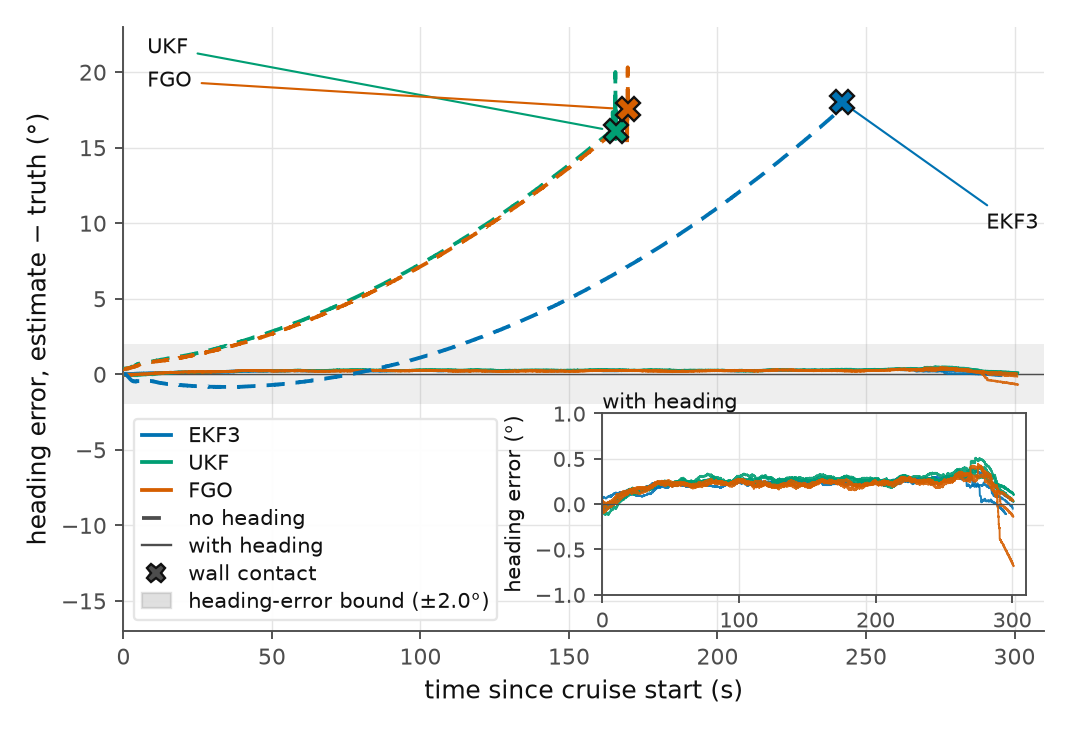 UKF
FGO
EKF3
heading error, estimate − truth (°)
20
15
10
5
0
−5
−10
−15
EKF3
UKF
FGO
no heading
with heading
wall contact
heading-error bound (±2.0°)
with heading
heading error (°)
1.0
0.5
0.0
−0.5
−1.0
0 100 200 300
0 50 100 150 200 250 300
time since cruise start (s)